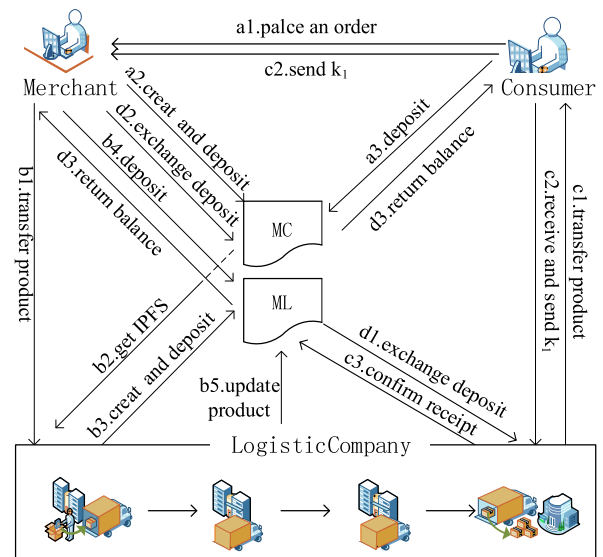 a1.palce an order
c2.send k₁
Merchant
Consumer
a2.creat and deposit
d2.exchange deposit
b4.deposit
d3.return balance
a3.deposit
d3.return balance
b1.transfer product
c2.receive and send k₁
c1.transfer product
MC
ML
b2.get IPFS
b3.creat and deposit
b5.update
product
d1.exchange deposit
c3.confirm receipt
LogisticCompany